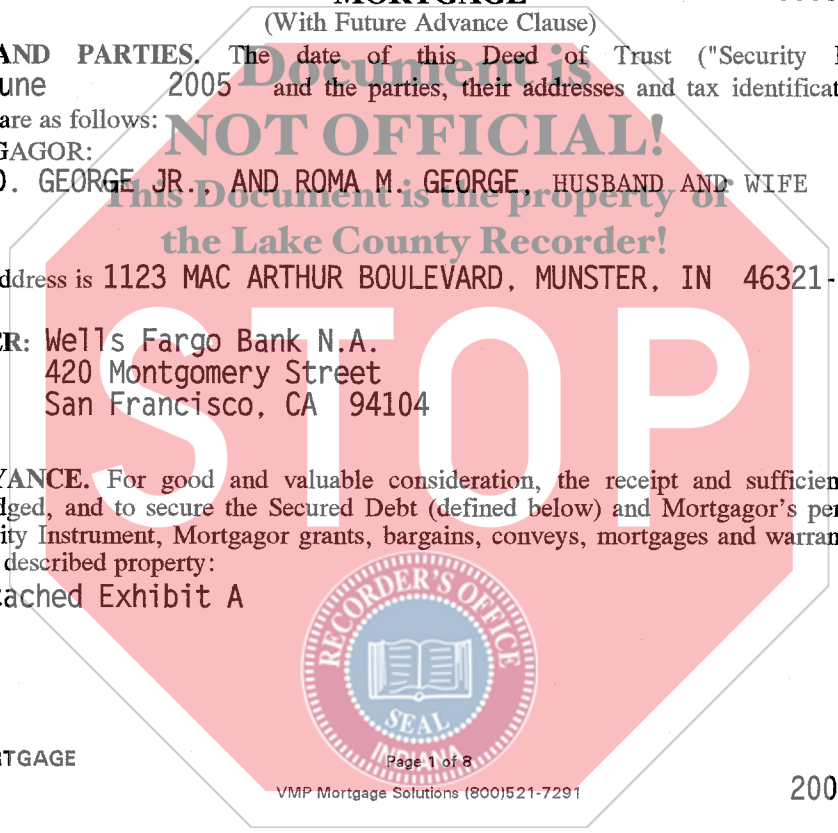 MORTGAGE
(With Future Advance Clause)
AND PARTIES. The date of this Deed of Trust ("Security
Document is
une 2005 and the parties, their addresses and tax identificat
are as follows:
NOT OFFICIAL!
GAGOR:
. GEORGE JR., AND ROMA M. GEORGE, HUSBAND AND WIFE
This Document is the property of
the Lake County Recorder!
ddress is 1123 MAC ARTHUR BOULEVARD, MUNSTER, IN 46321-
ER: Wells Fargo Bank N.A.
420 Montgomery Street
San Francisco, CA 94104
STOP
YANCE. For good and valuable consideration, the receipt and sufficien
dged, and to secure the Secured Debt (defined below) and Mortgagor's pe
ity Instrument, Mortgagor grants, bargains, conveys, mortgages and warran
described property:
tached Exhibit A
RECORDER'S OFFICE
SEAL
INDIANA
RTGAGE
Page 1 of 8
VMP Mortgage Solutions (800)521-7291
200